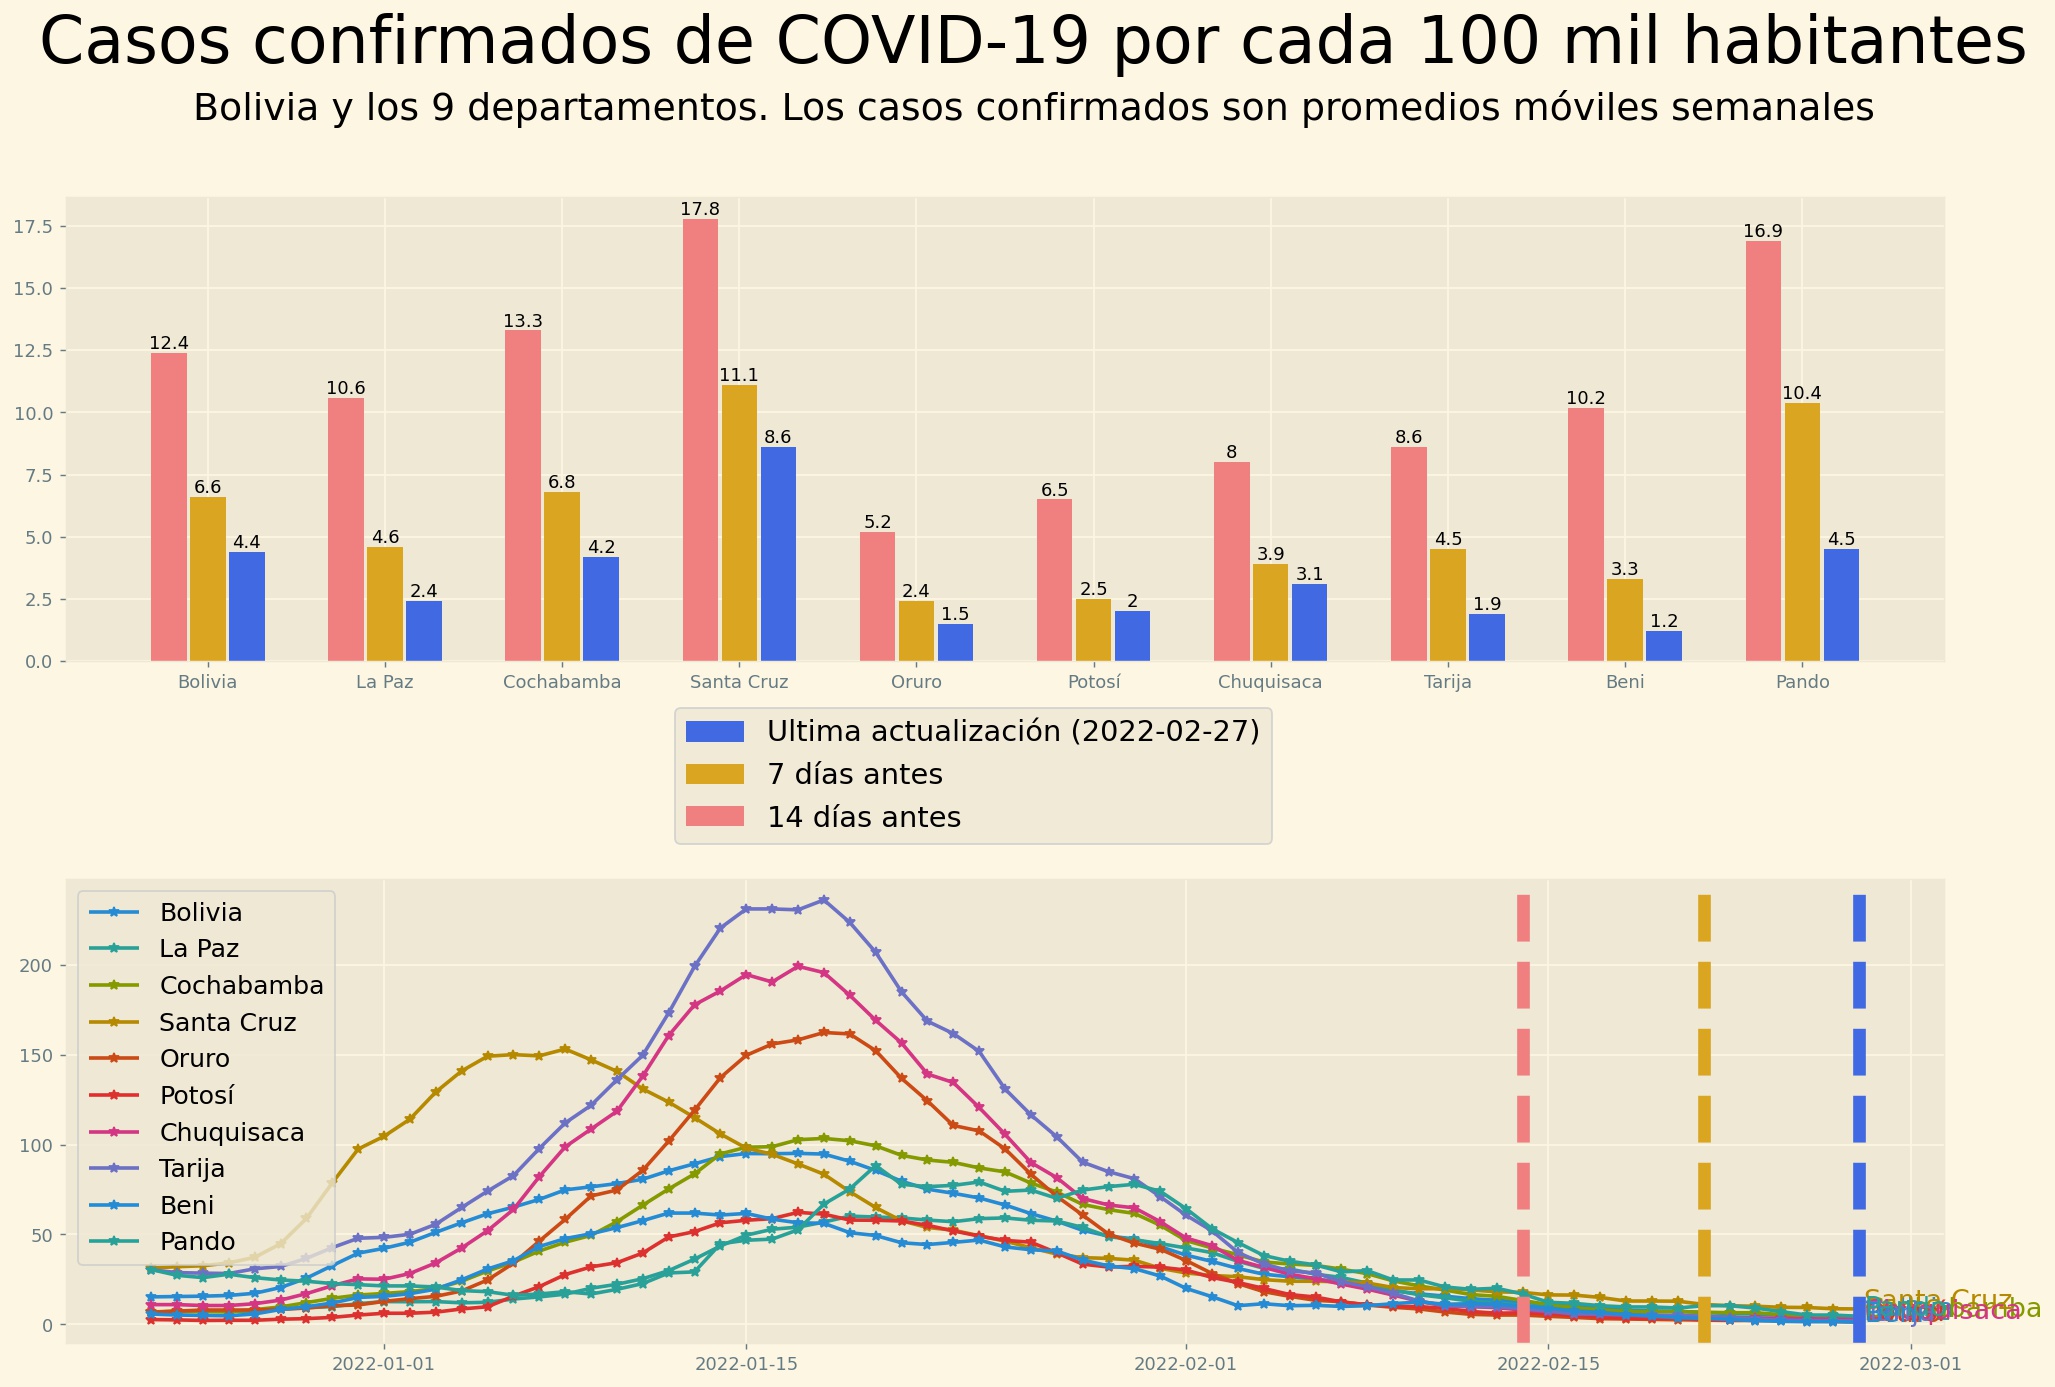 Casos confirmados de COVID-19 por cada 100 mil habitantes
Bolivia y los 9 departamentos. Los casos confirmados son promedios móviles semanales
17.5
15.0
12.5
10.0
7.5
5.0
2.5
0.0
12.4
6.6
4.4
10.6
4.6
2.4
13.3
6.8
4.2
17.8
11.1
8.6
5.2
2.4
1.5
6.5
2.5
2
8
3.9
3.1
8.6
4.5
1.9
10.2
3.3
1.2
16.9
10.4
4.5
Bolivia
La Paz
Cochabamba
Santa Cruz
Oruro
Potosí
Chuquisaca
Tarija
Beni
Pando
Ultima actualización (2022-02-27)
7 días antes
14 días antes
Bolivia
La Paz
Cochabamba
Santa Cruz
Oruro
Potosí
Chuquisaca
Tarija
Beni
Pando
200
150
100
50
0
Santa Cruz
2022-01-01
2022-01-15
2022-02-01
2022-02-15
2022-03-01